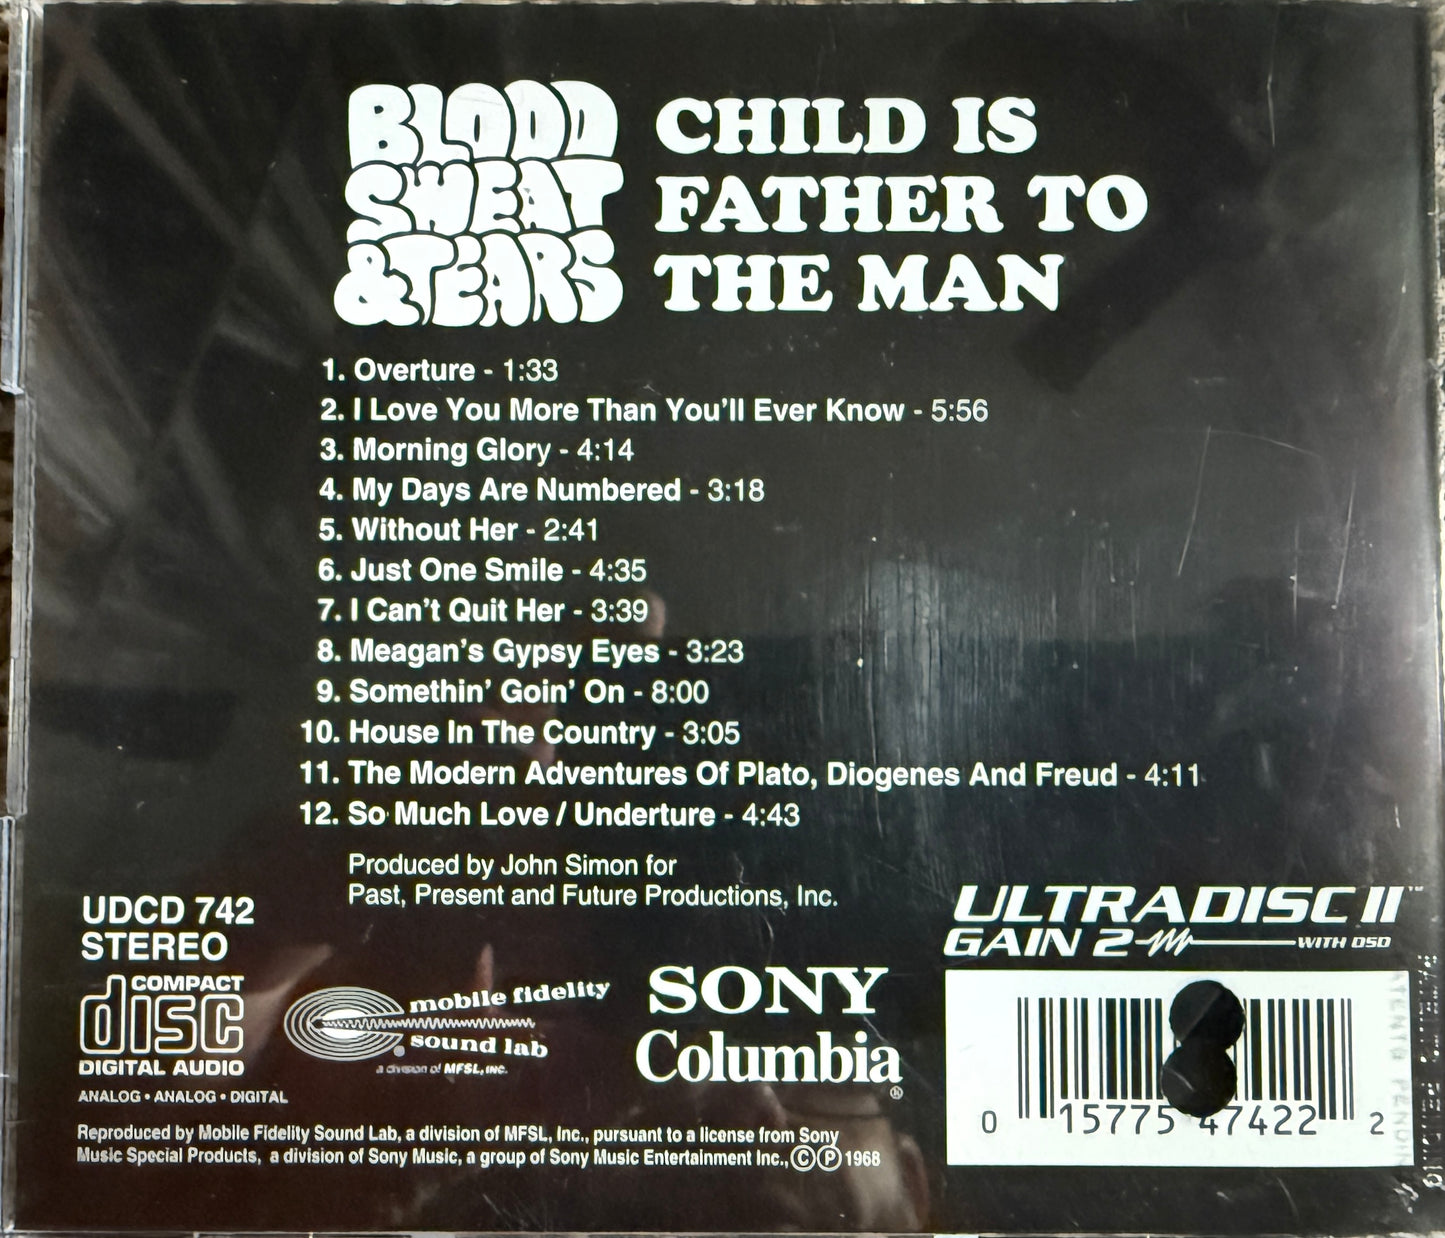 BLOOD
SWEAT
& TEARS
CHILD IS
FATHER TO
THE MAN
1. Overture - 1:33
2. I Love You More Than You'll Ever Know - 5:56
3. Morning Glory - 4:14
4. My Days Are Numbered - 3:18
5. Without Her - 2:41
6. Just One Smile - 4:35
7. I Can't Quit Her - 3:39
8. Meagan's Gypsy Eyes - 3:23
9. Somethin' Goin' On - 8:00
10. House In The Country - 3:05
11. The Modern Adventures Of Plato, Diogenes And Freud - 4:11
12. So Much Love / Underture - 4:43
Produced by John Simon for
Past, Present and Future Productions, Inc.
UDCD 742
STEREO
COMPACT
disc
DIGITAL AUDIO
ANALOG • ANALOG • DIGITAL
mobile fidelity
sound lab
a division of MFSL, INC.
SONY
Columbia®
ULTRADISC II™
GAIN 2 WITH DSD
0 15775 47422 2
Reproduced by Mobile Fidelity Sound Lab, a division of MFSL, Inc., pursuant to a license from Sony
Music Special Products, a division of Sony Music, a group of Sony Music Entertainment Inc., Ⓒ Ⓟ 1968